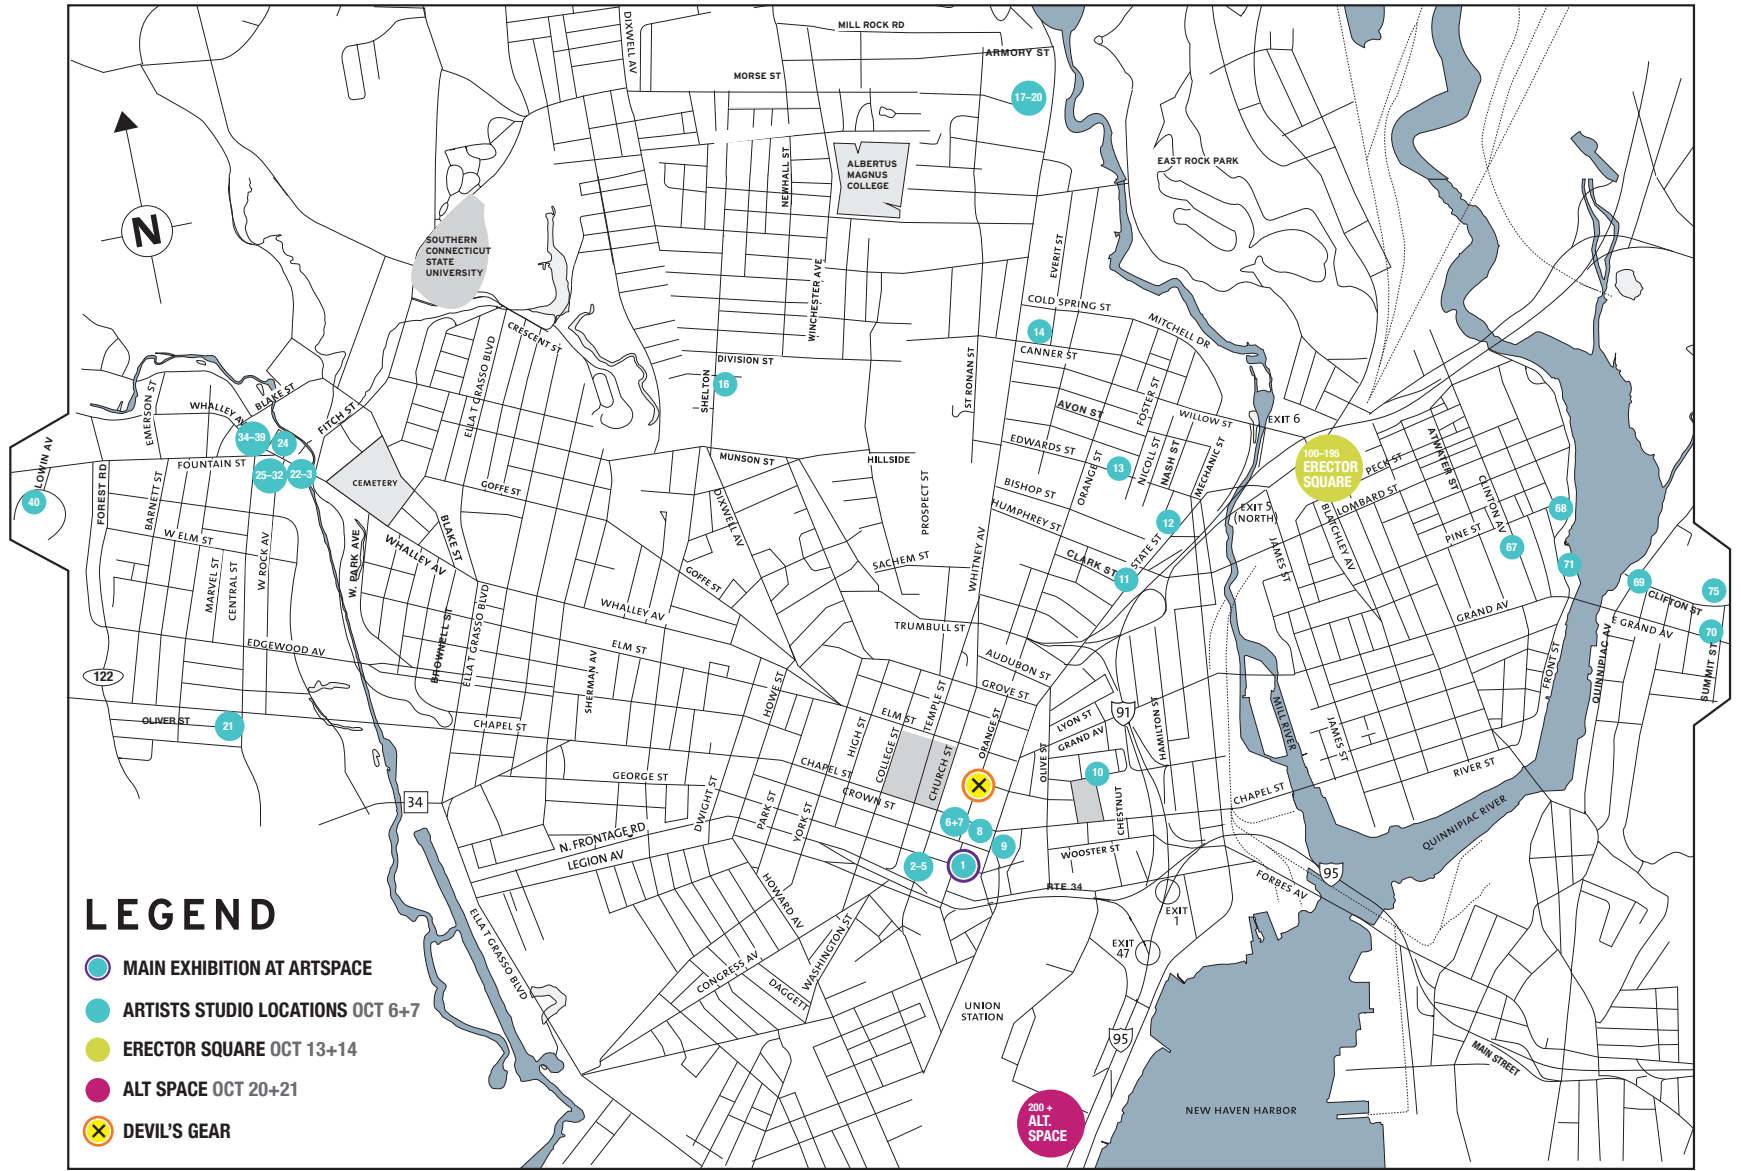 MILL ROCK RD
DIXWELL AV
ARMORY ST
MORSE ST
17–20
N
NEWHALL ST
ALBERTUS
MAGNUS
COLLEGE
EAST ROCK PARK
SOUTHERN
CONNECTICUT
STATE
UNIVERSITY
EVERIT ST
WINCHESTER AVE
COLD SPRING ST
MITCHELL DR
14
CANNER ST
CRESCENT ST
ELLA T GRASSO BLVD
DIVISION ST
16
SHELTON
ST RONAN ST
FOSTER ST
AVON ST
WILLOW ST
EXIT 6
EMERSON ST
WHALLEY AV
BLAKE ST
FITCH ST
34–39
24
LOWIN AV
40
FOUNTAIN ST
25–32
22–3
CEMETERY
FOREST RD
BARNETT ST
W ELM ST
MARVEL ST
CENTRAL ST
W ROCK AV
W. PARK AVE
WHALLEY AV
BLAKE ST
GOFFE ST
MUNSON ST
HILLSIDE
DIXWELL AV
PROSPECT ST
EDWARDS ST
13
ORANGE ST
NICOLL ST
NASH ST
MECHANIC ST
BISHOP ST
HUMPHREY ST
12
STATE ST
CLARK ST
11
EXIT 5
(NORTH)
100–195
ERECTOR
SQUARE
PECK ST
LOMBARD ST
BLATCHLEY AV
ATWATER ST
CLINTON AV
PINE ST
67
68
71
JAMES ST
GRAND AV
69
CLIFTON ST
75
E GRAND AV
70
SUMMIT ST
QUINNIPIAC AV
FRONT ST
SACHEM ST
WHITNEY AV
GOFFE ST
WHALLEY AV
TRUMBULL ST
EDGEWOOD AV
BROWNELL ST
ELLA T GRASSO BLVD
ELM ST
SHERMAN AV
AUDUBON ST
GROVE ST
122
OLIVER ST
21
CHAPEL ST
HOWE ST
HIGH ST
ELM ST
COLLEGE ST
TEMPLE ST
CHURCH ST
ORANGE ST
LYON ST
GRAND AV
OLIVE ST
91
HAMILTON ST
MILL RIVER
JAMES ST
RIVER ST
GEORGE ST
CHAPEL ST
CROWN ST
10
CHESTNUT
CHAPEL ST
34
DWIGHT ST
PARK ST
YORK ST
N. FRONTAGE RD
LEGION AV
6+7
8
9
2–5
1
WOOSTER ST
RTE 34
QUINNIPIAC RIVER
95
FORBES AV
EXIT
1
HOWARD AV
WASHINGTON ST
CONGRESS AV
DAGGETT
ELLA T GRASSO BLVD
EXIT
47
UNION
STATION
95
MAIN STREET
200 +
ALT.
SPACE
NEW HAVEN HARBOR
LEGEND
MAIN EXHIBITION AT ARTSPACE
ARTISTS STUDIO LOCATIONS OCT 6+7
ERECTOR SQUARE OCT 13+14
ALT SPACE OCT 20+21
DEVIL'S GEAR